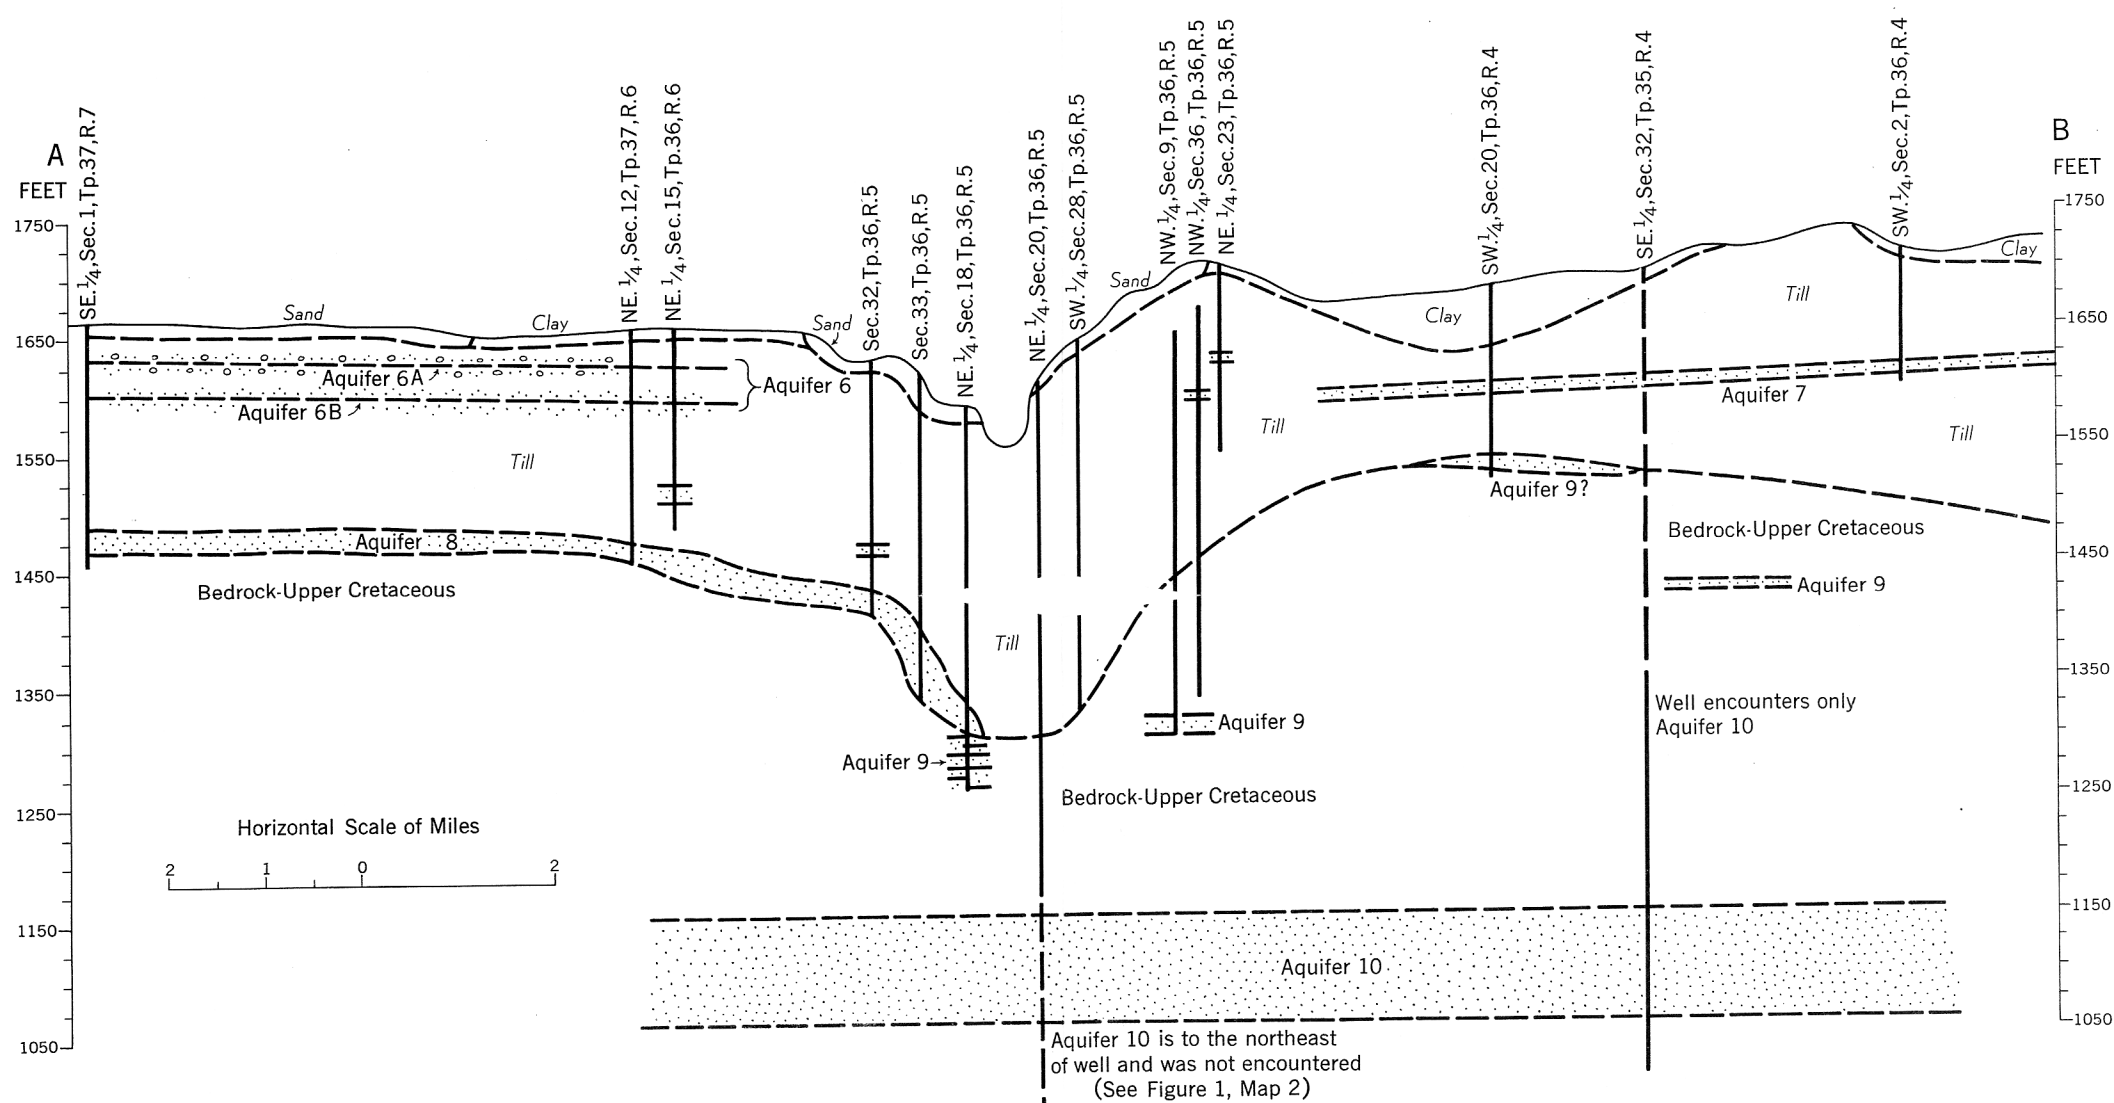 A
FEET
B
FEET
SE.¼,Sec.1,Tp.37,R.7
NE.¼,Sec.12,Tp.37,R.6
NE.¼,Sec.15,Tp.36,R.6
Sec.32,Tp.36,R.5
Sec.33,Tp.36,R.5
NE.¼,Sec.18,Tp.36,R.5
NE.¼,Sec.20,Tp.36,R.5
SW.¼,Sec.28,Tp.36,R.5
NW.¼,Sec.9,Tp.36,R.5
NW.¼,Sec.36,Tp.36,R.5
NE.¼,Sec.23,Tp.36,R.5
SW.¼,Sec.20,Tp.36,R.4
SE.¼,Sec.32,Tp.35,R.4
SW.¼,Sec.2,Tp.36,R.4
1750
1650
1550
1450
1350
1250
1150
1050
1750
1650
1550
1450
1350
1250
1150
1050
Sand
Clay
Sand
Sand
Clay
Till
Clay
Aquifer 6A
Aquifer 6
Aquifer 6B
Aquifer 7
Till
Till
Till
Aquifer 9?
Aquifer 8
Bedrock-Upper Cretaceous
Bedrock-Upper Cretaceous
Aquifer 9
Till
Well encounters only
Aquifer 10
Aquifer 9
Aquifer 9
Bedrock-Upper Cretaceous
Horizontal Scale of Miles
2 1 0 2
Aquifer 10
Aquifer 10 is to the northeast
of well and was not encountered
(See Figure 1, Map 2)